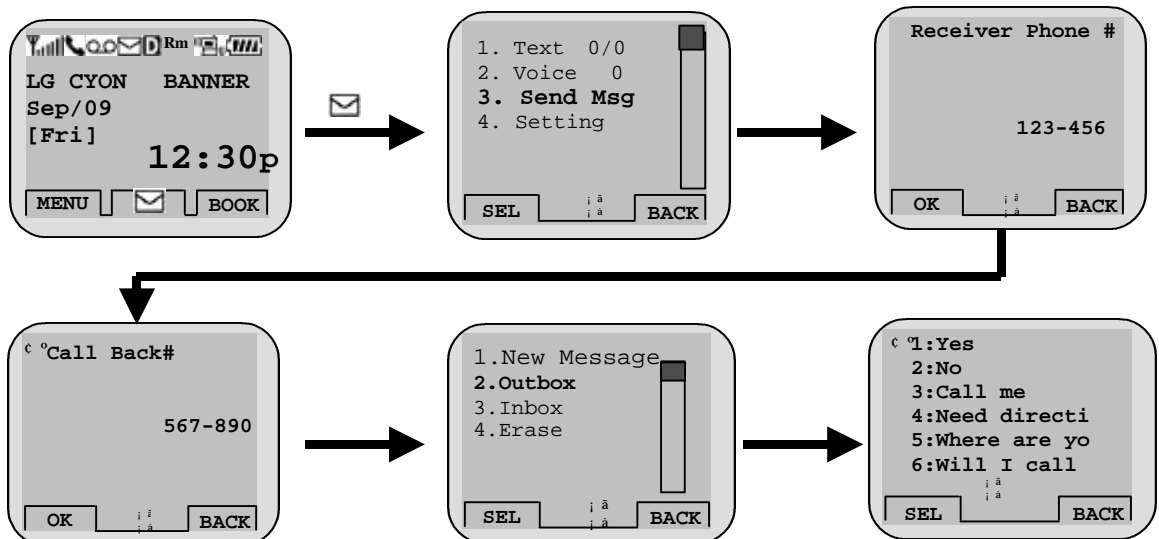 Rm
LG CYON BANNER
Sep/09
[Fri]
12:30p
MENU BOOK
1. Text 0/0
2. Voice 0
3. Send Msg
4. Setting
¡ ã
SEL ¡ à BACK
Receiver Phone #
123-456
¡ ã
OK ¡ à BACK
¢ ºCall Back#
567-890
¡ ã
OK ¡ à BACK
1.New Message
2.Outbox
3.Inbox
4.Erase
¡ ã
SEL ¡ à BACK
¢ º1:Yes
2:No
3:Call me
4:Need directi
5:Where are yo
6:Will I call
¡ ã
¡ à
SEL BACK